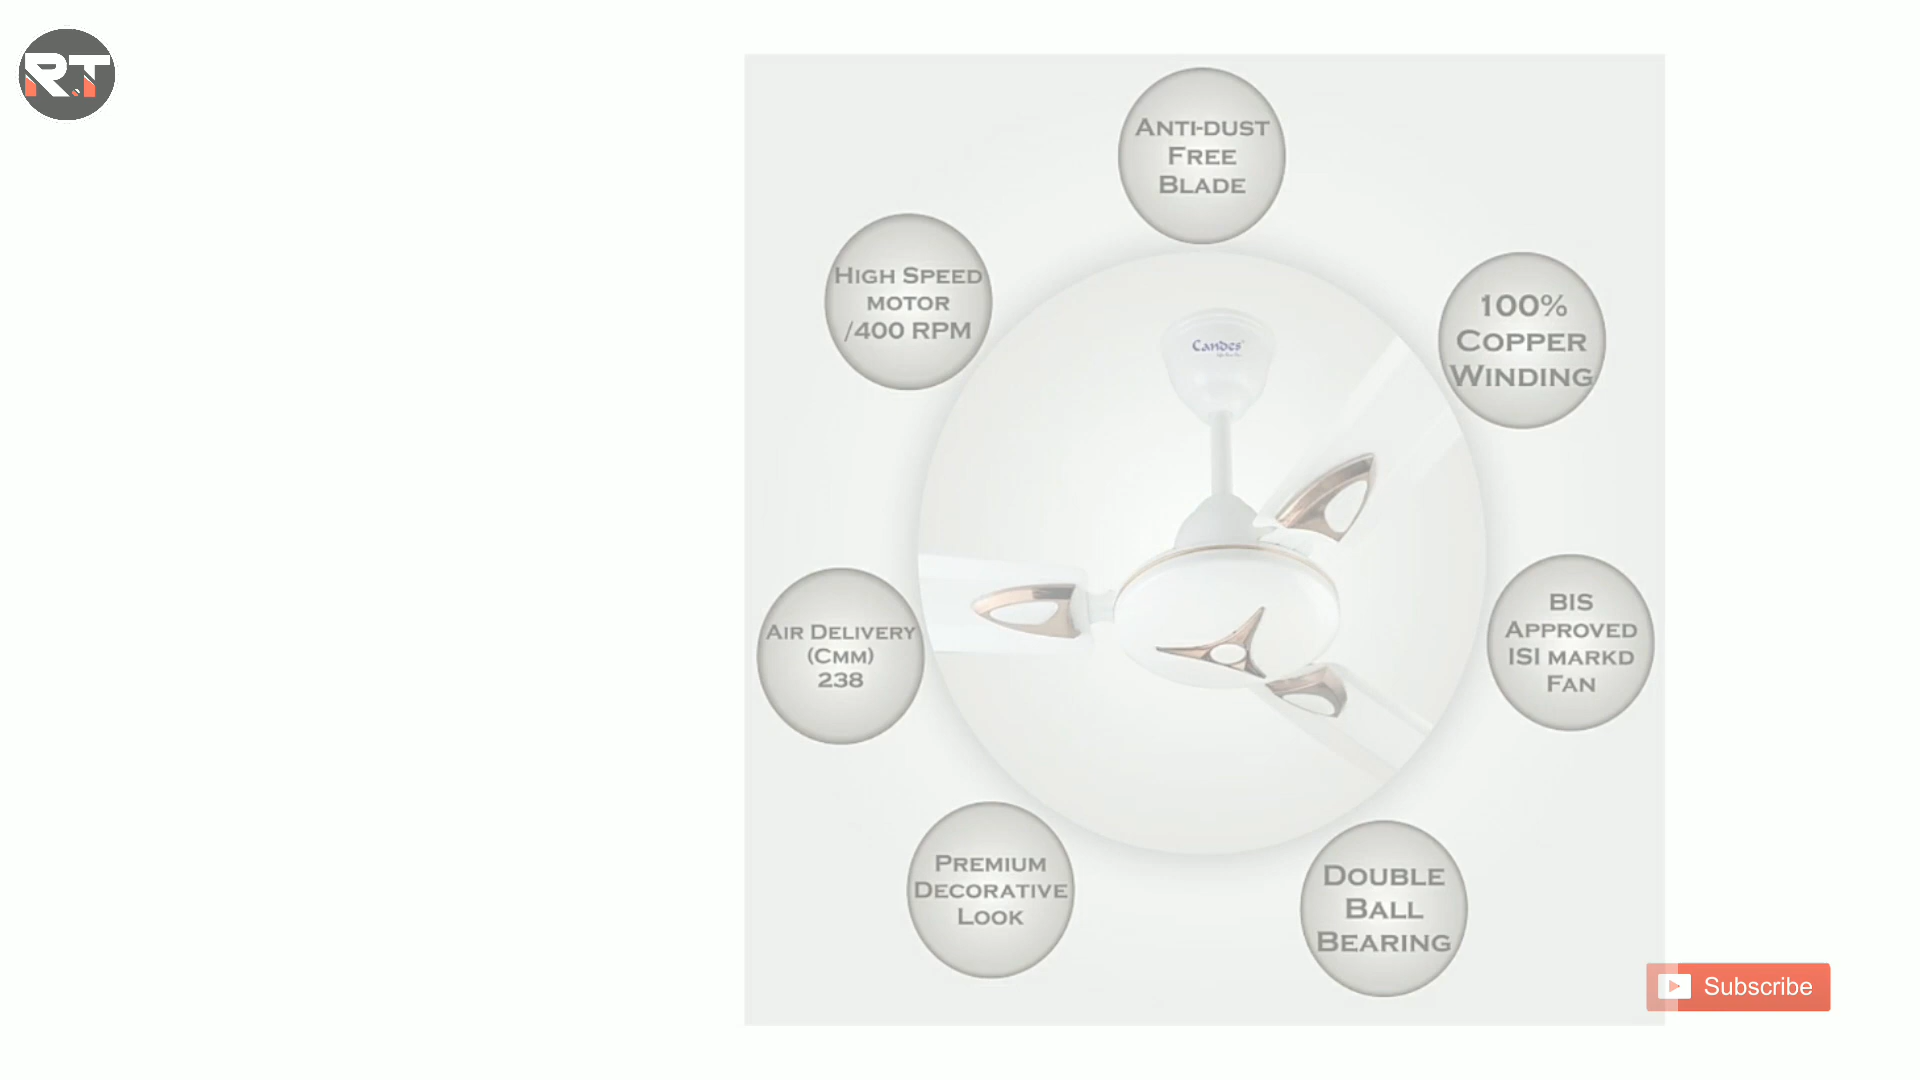 R.T
ANTI-DUST
FREE
BLADE
HIGH SPEED
MOTOR
/400 RPM
100%
COPPER
WINDING
Candes
AIR DELIVERY
(CMM)
238
BIS
APPROVED
ISI MARKD
FAN
PREMIUM
DECORATIVE
LOOK
DOUBLE
BALL
BEARING
Subscribe